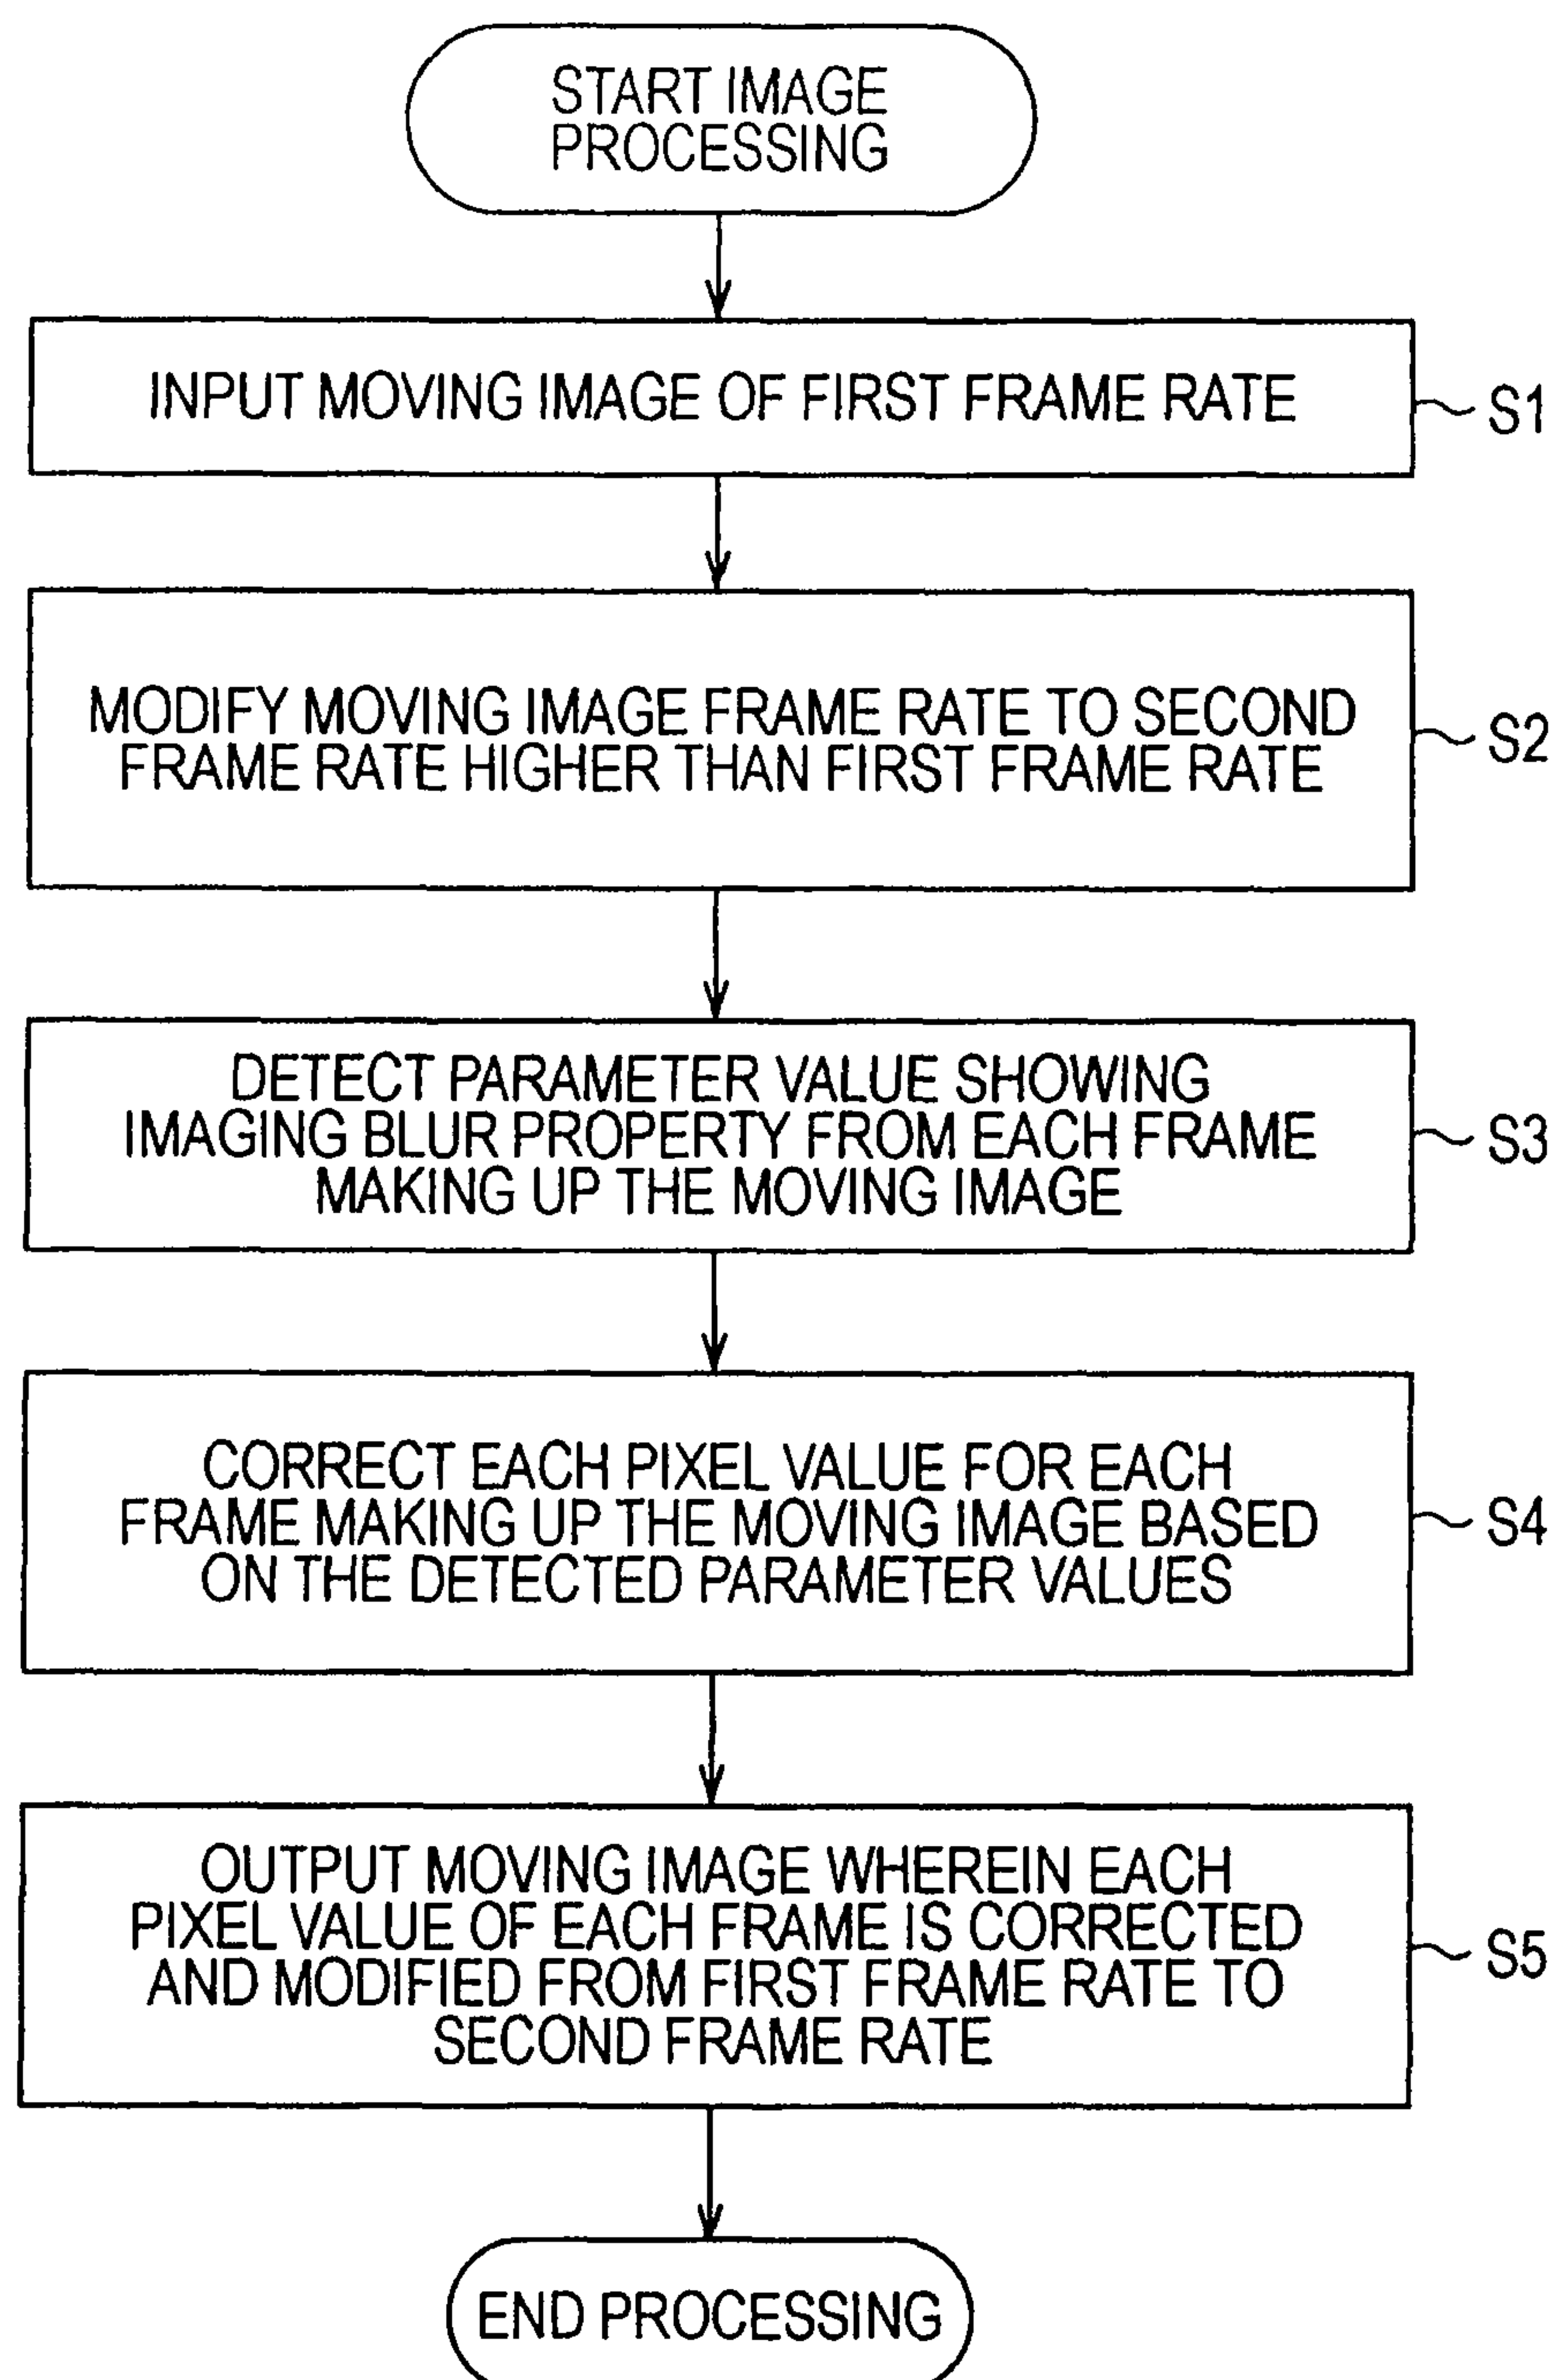 START IMAGE
PROCESSING
INPUT MOVING IMAGE OF FIRST FRAME RATE
S1
MODIFY MOVING IMAGE FRAME RATE TO SECOND
FRAME RATE HIGHER THAN FIRST FRAME RATE
S2
DETECT PARAMETER VALUE SHOWING
IMAGING BLUR PROPERTY FROM EACH FRAME
MAKING UP THE MOVING IMAGE
S3
CORRECT EACH PIXEL VALUE FOR EACH
FRAME MAKING UP THE MOVING IMAGE BASED
ON THE DETECTED PARAMETER VALUES
S4
OUTPUT MOVING IMAGE WHEREIN EACH
PIXEL VALUE OF EACH FRAME IS CORRECTED
AND MODIFIED FROM FIRST FRAME RATE TO
SECOND FRAME RATE
S5
END PROCESSING